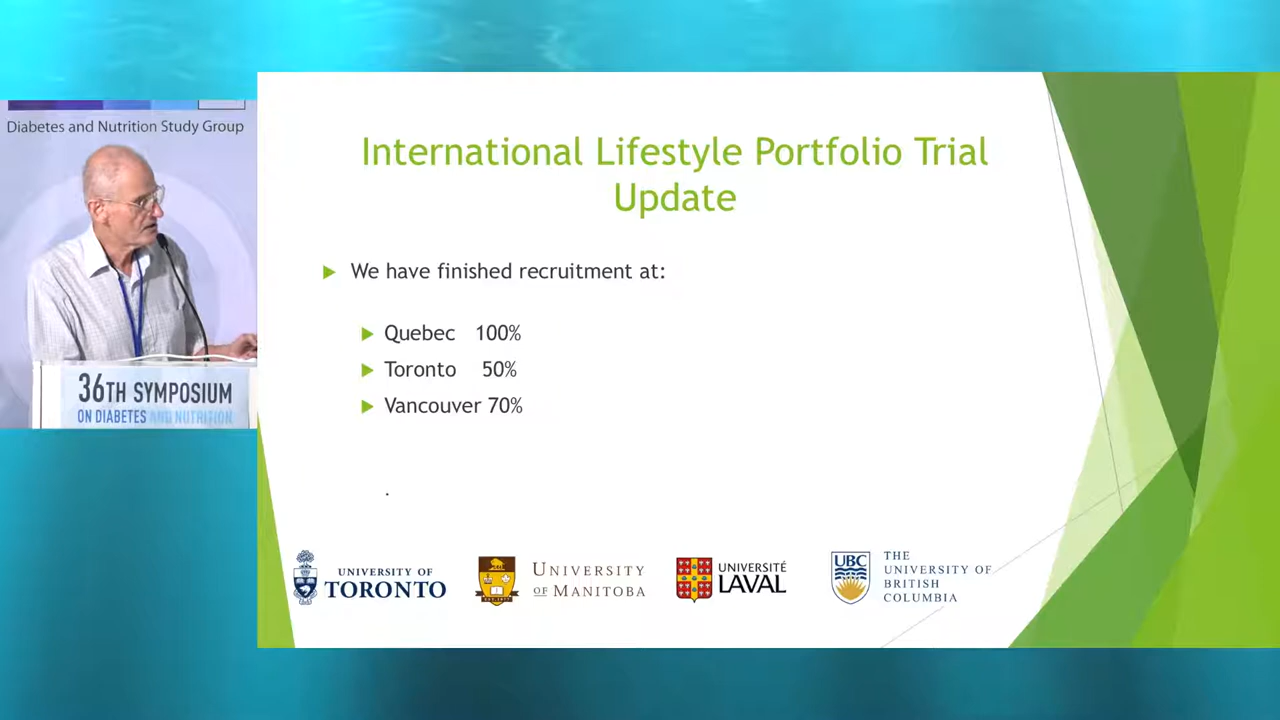 Diabetes and Nutrition Study Group
36TH SYMPOSIUM
ON DIABETES AND NUTRITION
International Lifestyle Portfolio Trial
Update
We have finished recruitment at:
Quebec 100%
Toronto 50%
Vancouver 70%
.
UNIVERSITY OF
TORONTO
UNIVERSITY
OF MANITOBA
UNIVERSITÉ
LAVAL
UBC
THE
UNIVERSITY OF
BRITISH
COLUMBIA